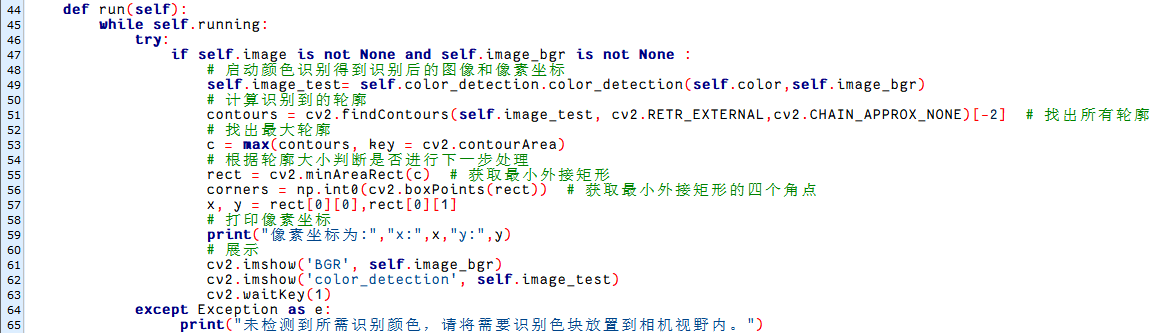 44 def run(self):
45 while self.running:
46 try:
47 if self.image is not None and self.image_bgr is not None :
48 # 启动颜色识别得到识别后的图像和像素坐标
49 self.image_test= self.color_detection.color_detection(self.color,self.image_bgr)
50 # 计算识别到的轮廓
51 contours = cv2.findContours(self.image_test, cv2.RETR_EXTERNAL,cv2.CHAIN_APPROX_NONE)[-2]  # 找出所有轮廓
52 # 找出最大轮廓
53 c = max(contours, key = cv2.contourArea)
54 # 根据轮廓大小判断是否进行下一步处理
55 rect = cv2.minAreaRect(c)  # 获取最小外接矩形
56 corners = np.int0(cv2.boxPoints(rect))  # 获取最小外接矩形的四个角点
57 x, y = rect[0][0],rect[0][1]
58 # 打印像素坐标
59 print("像素坐标为:","x:",x,"y:",y)
60 # 展示
61 cv2.imshow('BGR', self.image_bgr)
62 cv2.imshow('color_detection', self.image_test)
63 cv2.waitKey(1)
64 except Exception as e:
65 print("未检测到所需识别颜色，请将需要识别色块放置到相机视野内。")